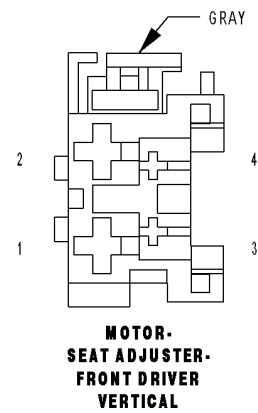 GRAY
2
4
1
3
MOTOR-
SEAT ADJUSTER-
FRONT DRIVER
VERTICAL